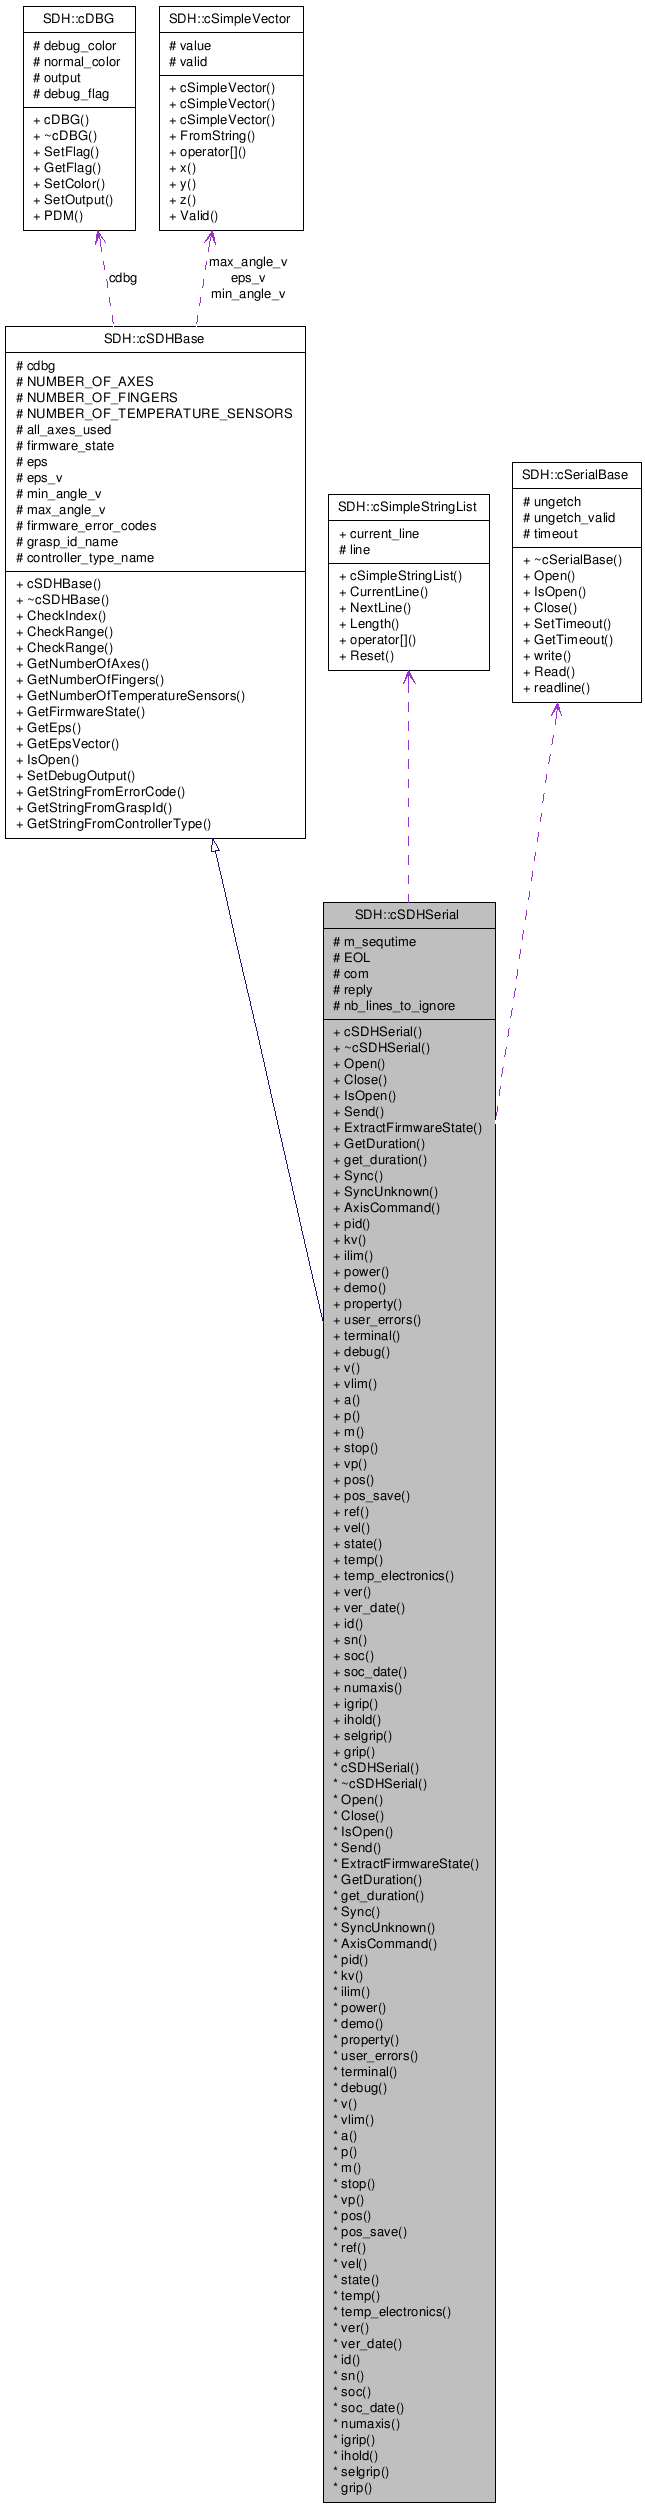 SDH::cDBG
# debug_color
# normal_color
# output
# debug_flag
+ cDBG()
+ ~cDBG()
+ SetFlag()
+ GetFlag()
+ SetColor()
+ SetOutput()
+ PDM()
SDH::cSimpleVector
# value
# valid
+ cSimpleVector()
+ cSimpleVector()
+ cSimpleVector()
+ FromString()
+ operator[]()
+ x()
+ y()
+ z()
+ Valid()
cdbg
max_angle_v
eps_v
min_angle_v
SDH::cSDHBase
# cdbg
# NUMBER_OF_AXES
# NUMBER_OF_FINGERS
# NUMBER_OF_TEMPERATURE_SENSORS
# all_axes_used
# firmware_state
# eps
# eps_v
# min_angle_v
# max_angle_v
# firmware_error_codes
# grasp_id_name
# controller_type_name
+ cSDHBase()
+ ~cSDHBase()
+ CheckIndex()
+ CheckRange()
+ CheckRange()
+ GetNumberOfAxes()
+ GetNumberOfFingers()
+ GetNumberOfTemperatureSensors()
+ GetFirmwareState()
+ GetEps()
+ GetEpsVector()
+ IsOpen()
+ SetDebugOutput()
+ GetStringFromErrorCode()
+ GetStringFromGraspId()
+ GetStringFromControllerType()
SDH::cSimpleStringList
+ current_line
# line
+ cSimpleStringList()
+ CurrentLine()
+ NextLine()
+ Length()
+ operator[]()
+ Reset()
SDH::cSerialBase
# ungetch
# ungetch_valid
# timeout
+ ~cSerialBase()
+ Open()
+ IsOpen()
+ Close()
+ SetTimeout()
+ GetTimeout()
+ write()
+ Read()
+ readline()
SDH::cSDHSerial
# m_sequtime
# EOL
# com
# reply
# nb_lines_to_ignore
+ cSDHSerial()
+ ~cSDHSerial()
+ Open()
+ Close()
+ IsOpen()
+ Send()
+ ExtractFirmwareState()
+ GetDuration()
+ get_duration()
+ Sync()
+ SyncUnknown()
+ AxisCommand()
+ pid()
+ kv()
+ ilim()
+ power()
+ demo()
+ property()
+ user_errors()
+ terminal()
+ debug()
+ v()
+ vlim()
+ a()
+ p()
+ m()
+ stop()
+ vp()
+ pos()
+ pos_save()
+ ref()
+ vel()
+ state()
+ temp()
+ temp_electronics()
+ ver()
+ ver_date()
+ id()
+ sn()
+ soc()
+ soc_date()
+ numaxis()
+ igrip()
+ ihold()
+ selgrip()
+ grip()
* cSDHSerial()
* ~cSDHSerial()
* Open()
* Close()
* IsOpen()
* Send()
* ExtractFirmwareState()
* GetDuration()
* get_duration()
* Sync()
* SyncUnknown()
* AxisCommand()
* pid()
* kv()
* ilim()
* power()
* demo()
* property()
* user_errors()
* terminal()
* debug()
* v()
* vlim()
* a()
* p()
* m()
* stop()
* vp()
* pos()
* pos_save()
* ref()
* vel()
* state()
* temp()
* temp_electronics()
* ver()
* ver_date()
* id()
* sn()
* soc()
* soc_date()
* numaxis()
* igrip()
* ihold()
* selgrip()
* grip()